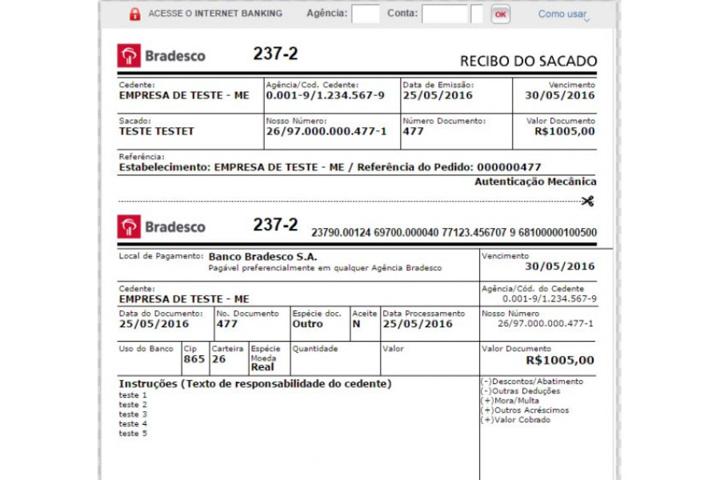 ACESSE O INTERNET BANKING Agência: Conta: OK Como usar
Bradesco 237-2 RECIBO DO SACADO
Cedente: Agência/Cod. Cedente: Data de Emissão: Vencimento
EMPRESA DE TESTE - ME 0.001-9/1.234.567-9 25/05/2016 30/05/2016
Sacado: Nosso Número: Número Documento: Valor Documento
TESTE TESTET 26/97.000.000.477-1 477 R$1005,00
Referência:
Estabelecimento: EMPRESA DE TESTE - ME / Referência do Pedido: 000000477
Autenticação Mecânica
Bradesco 237-2 23790.00124 69700.000040 77123.456707 9 68100000100500
Local de Pagamento: Banco Bradesco S.A. Vencimento
Pagável preferencialmente em qualquer Agência Bradesco 30/05/2016
Cedente: Agência/Cód. do Cedente
EMPRESA DE TESTE - ME 0.001-9/1.234.567-9
Data do Documento: No. Documento Espécie doc. Aceite Data Processamento Nosso Número
25/05/2016 477 Outro N 25/05/2016 26/97.000.000.477-1
Uso do Banco Cip Carteira Espécie Moeda Quantidade Valor Valor Documento
865 26 Real R$1005,00
Instruções (Texto de responsabilidade do cedente) (-)Descontos/Abatimento
teste 1 (-)Outras Deduções
teste 2 (+)Mora/Multa
teste 3 (+)Outros Acréscimos
teste 4 (+)Valor Cobrado
teste 5